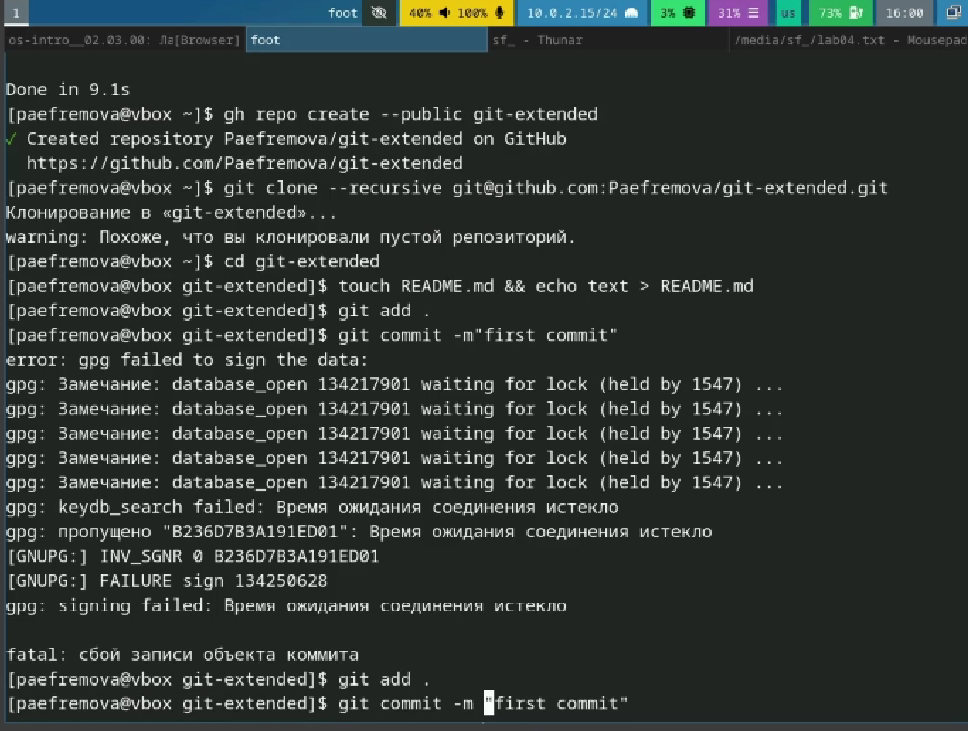 1 foot 40% 100% 10.0.2.15/24 3% 31% us 73% 16:00
os-intro__02.03.00: Ла[Browser] foot sf_ - Thunar /media/sf_/lab04.txt - Mousepad
Done in 9.1s
[paefremova@vbox ~]$ gh repo create --public git-extended
✓ Created repository Paefremova/git-extended on GitHub
https://github.com/Paefremova/git-extended
[paefremova@vbox ~]$ git clone --recursive git@github.com:Paefremova/git-extended.git
Клонирование в «git-extended»...
warning: Похоже, что вы клонировали пустой репозиторий.
[paefremova@vbox ~]$ cd git-extended
[paefremova@vbox git-extended]$ touch README.md && echo text > README.md
[paefremova@vbox git-extended]$ git add .
[paefremova@vbox git-extended]$ git commit -m"first commit"
error: gpg failed to sign the data:
gpg: Замечание: database_open 134217901 waiting for lock (held by 1547) ...
gpg: Замечание: database_open 134217901 waiting for lock (held by 1547) ...
gpg: Замечание: database_open 134217901 waiting for lock (held by 1547) ...
gpg: Замечание: database_open 134217901 waiting for lock (held by 1547) ...
gpg: Замечание: database_open 134217901 waiting for lock (held by 1547) ...
gpg: keydb_search failed: Время ожидания соединения истекло
gpg: пропущено "B236D7B3A191ED01": Время ожидания соединения истекло
[GNUPG:] INV_SGNR 0 B236D7B3A191ED01
[GNUPG:] FAILURE sign 134250628
gpg: signing failed: Время ожидания соединения истекло
fatal: сбой записи объекта коммита
[paefremova@vbox git-extended]$ git add .
[paefremova@vbox git-extended]$ git commit -m "first commit"